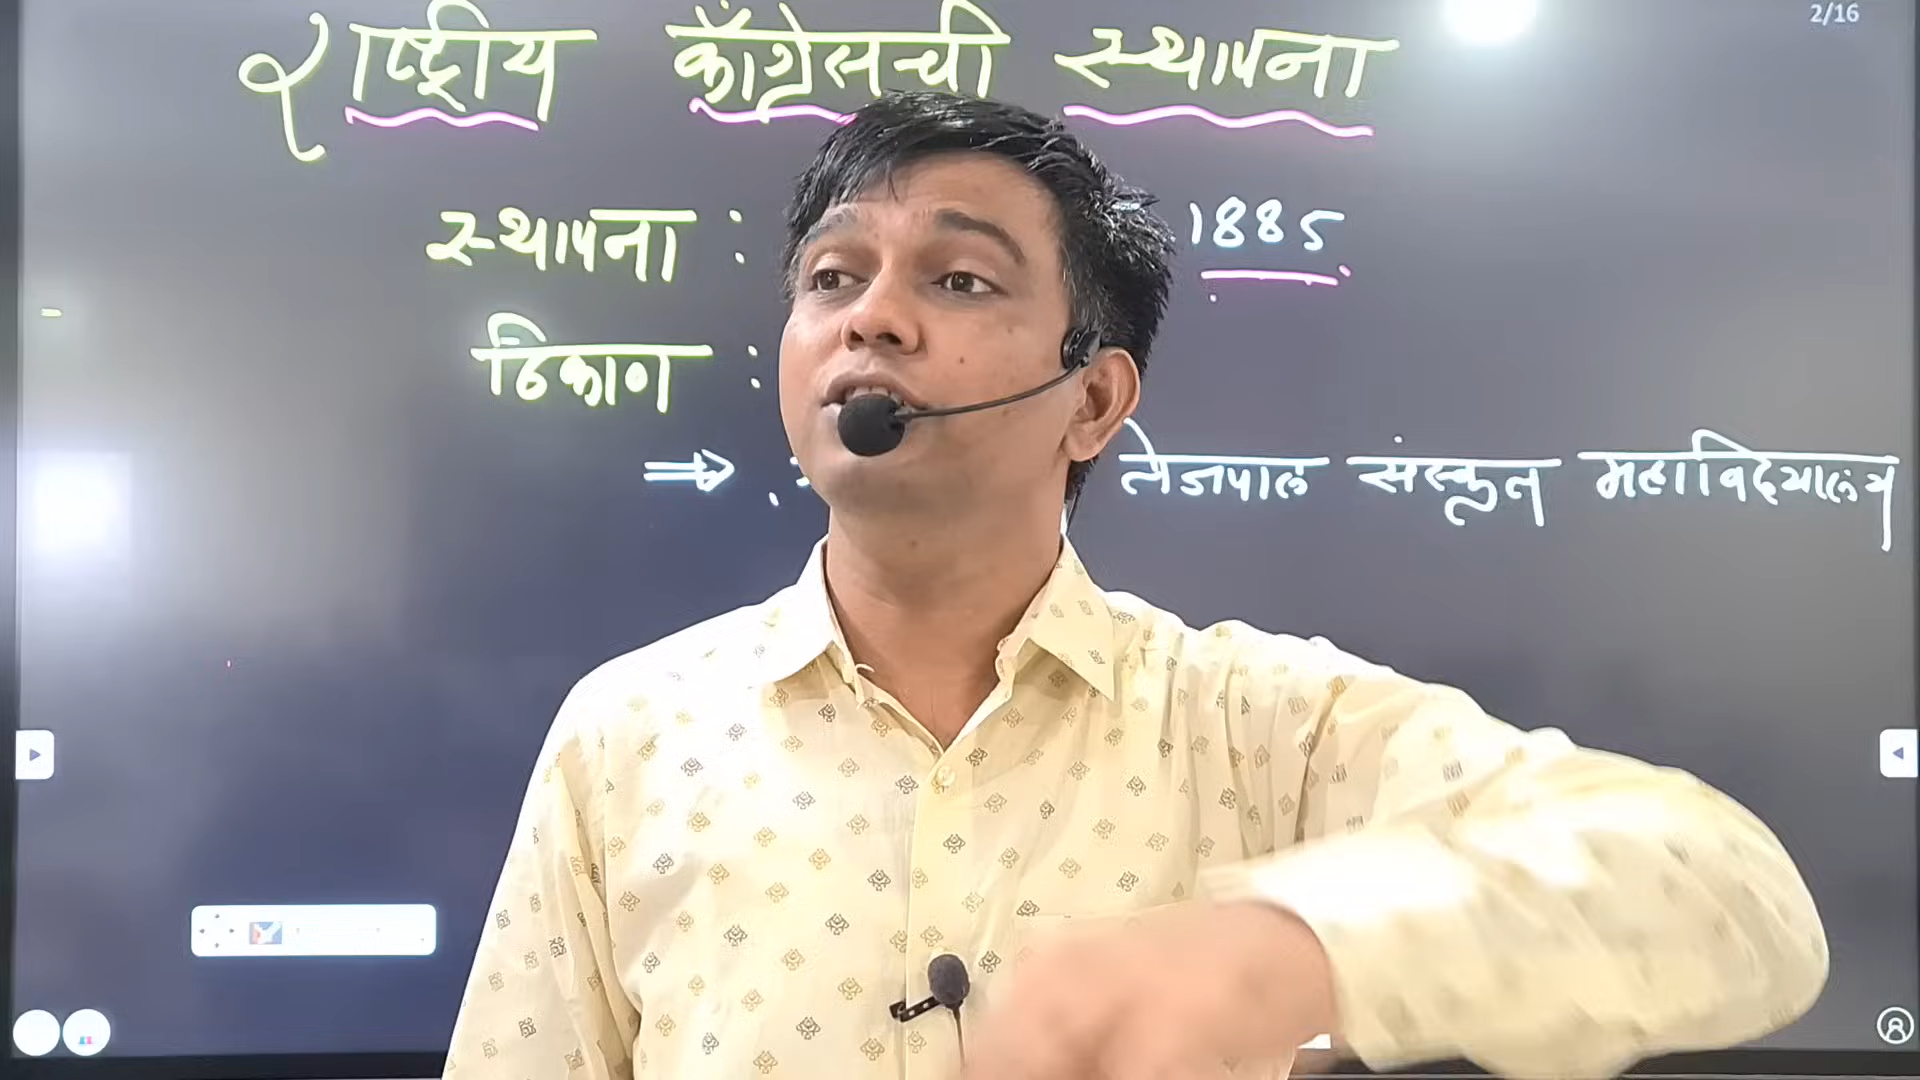 2/16
राष्ट्रीय काँग्रेसची स्थापना
स्थापना : 1885
ठिकाण :
⇒ तेजपाल संस्कृत महाविद्यालय